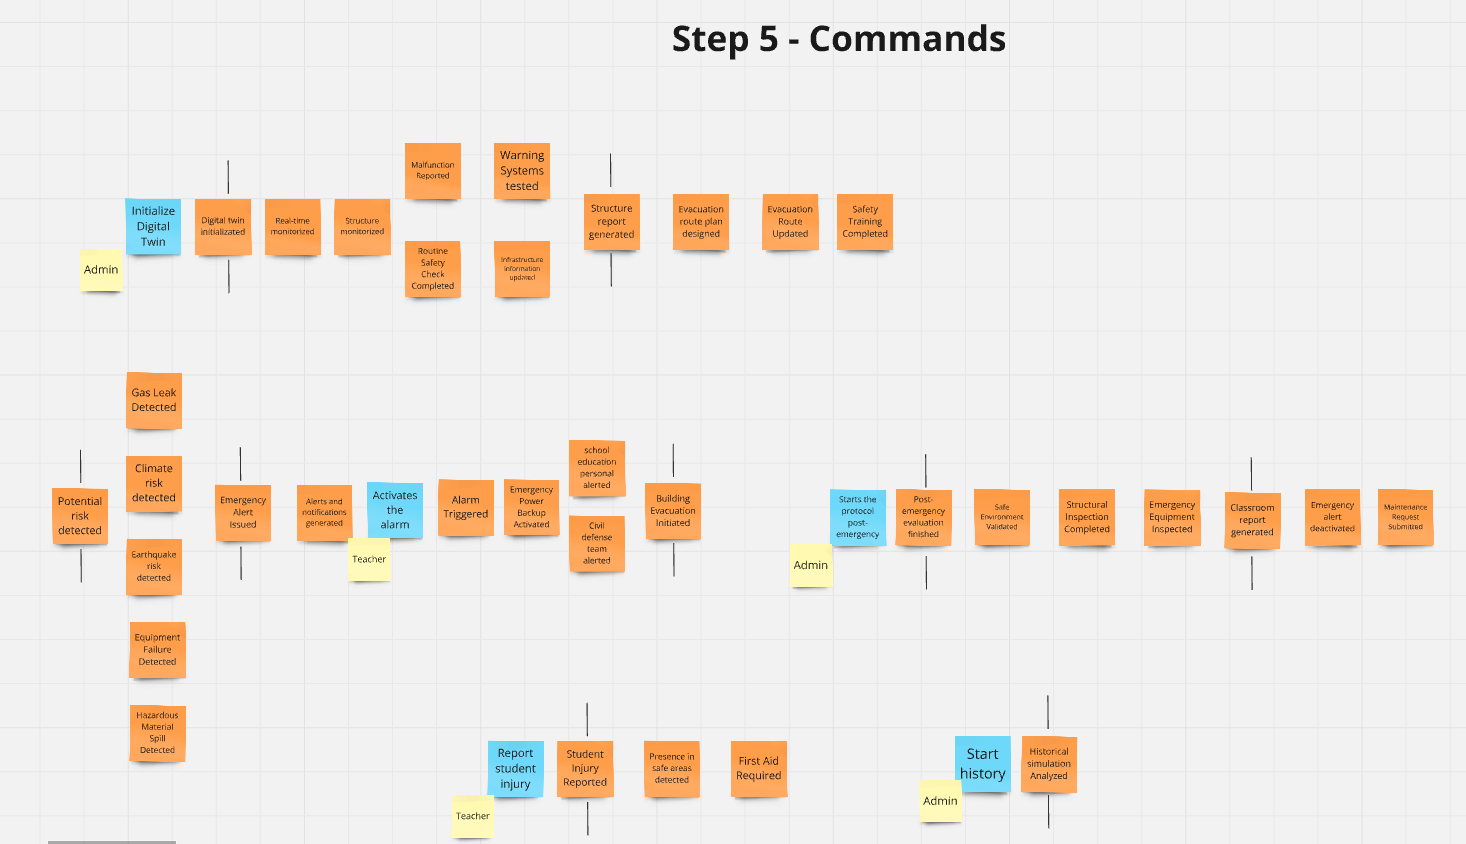 Step 5 - Commands
Malfunction
Reported
Warning
Systems
tested
Initialize
Digital
Twin
Admin
Digital twin
initializated
Real-time
monitorized
Structure
monitorized
Routine
Safety
Check
Completed
Infrastructure
information
updated
Structure
report
generated
Evacuation
route plan
designed
Evacuation
Route
Updated
Safety
Training
Completed
Gas Leak
Detected
Climate
risk
detected
Potential
risk
detected
Earthquake
risk
detected
Equipment
Failure
Detected
Hazardous
Material
Spill
Detected
Emergency
Alert
Issued
Alerts and
notifications
generated
Activates
the
alarm
Teacher
Alarm
Triggered
Emergency
Power
Backup
Activated
school
education
personal
alerted
Civil
defense
team
alerted
Building
Evacuation
Initiated
Starts the
protocol
post-
emergency
Admin
Post-
emergency
evaluation
finished
Safe
Environment
Validated
Structural
Inspection
Completed
Emergency
Equipment
Inspected
Classroom
report
generated
Emergency
alert
deactivated
Maintenance
Request
Submitted
Report
student
injury
Teacher
Student
Injury
Reported
Presence in
safe areas
detected
First Aid
Required
Start
history
Admin
Historical
simulation
Analyzed